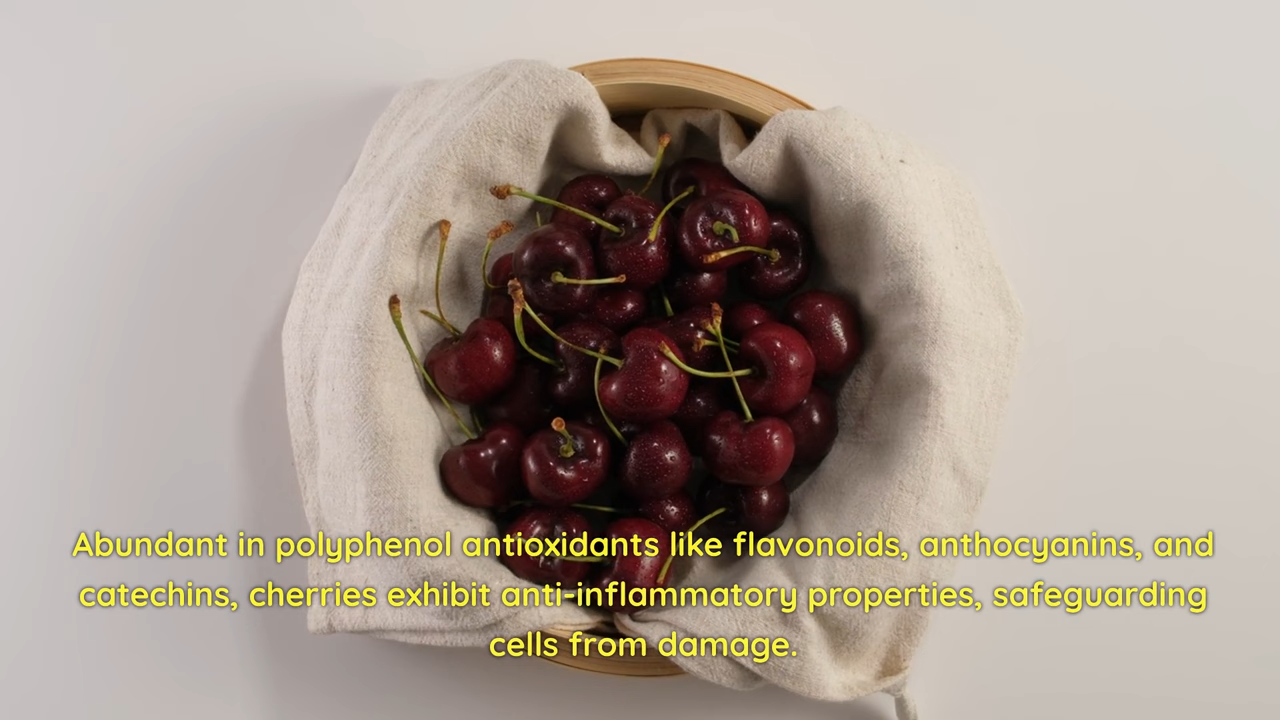 Abundant in polyphenol antioxidants like flavonoids, anthocyanins, and
catechins, cherries exhibit anti-inflammatory properties, safeguarding
cells from damage.